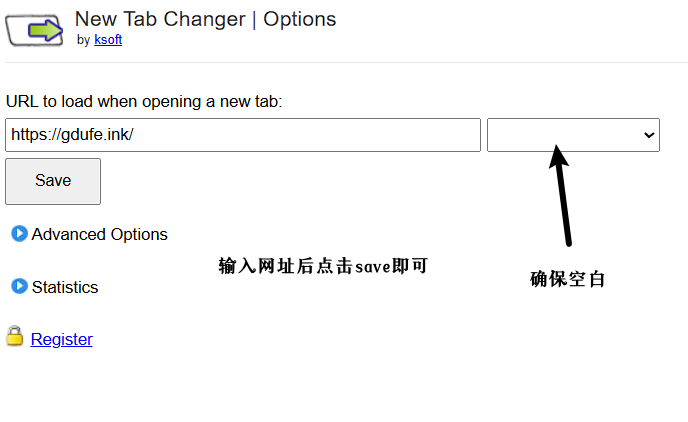 New Tab Changer | Options
by ksoft
URL to load when opening a new tab:
https://gdufe.ink/
Save
Advanced Options
输入网址后点击save即可
确保空白
Statistics
Register